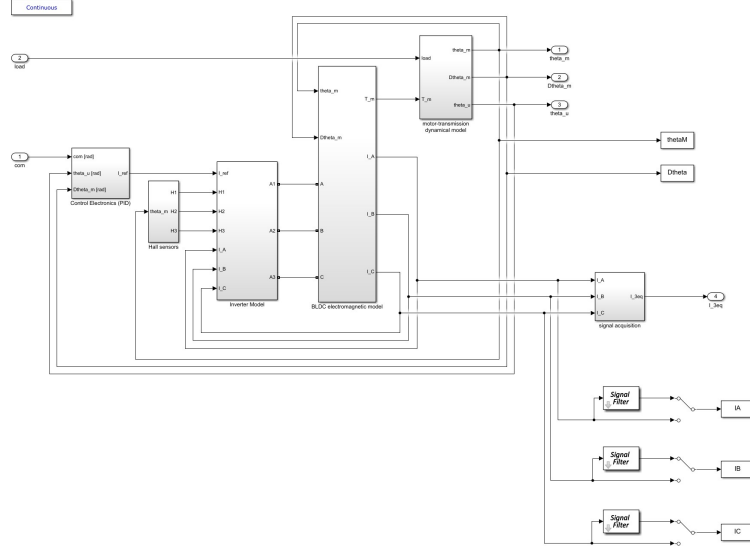 Continuous
2
load
load
T_m
theta_m
Dtheta_m
theta_u
motor-transmission
dynamical model
1
theta_m
2
Dtheta_m
3
theta_u
thetaM
Dtheta
theta_m
Dtheta_m
A
B
C
T_m
I_A
I_B
I_C
BLDC electromagnetic model
1
com
com [rad]
theta_u [rad]
Dtheta_m [rad]
I_ref
Control Electronics (PID)
theta_m
H1
H2
H3
Hall sensors
I_ref
H1
H2
H3
I_A
I_B
I_C
A1
A2
A3
Inverter Model
I_A
I_B
I_C
I_3eq
signal acquisition
4
I_3eq
Signal
Filter
IA
Signal
Filter
IB
Signal
Filter
IC